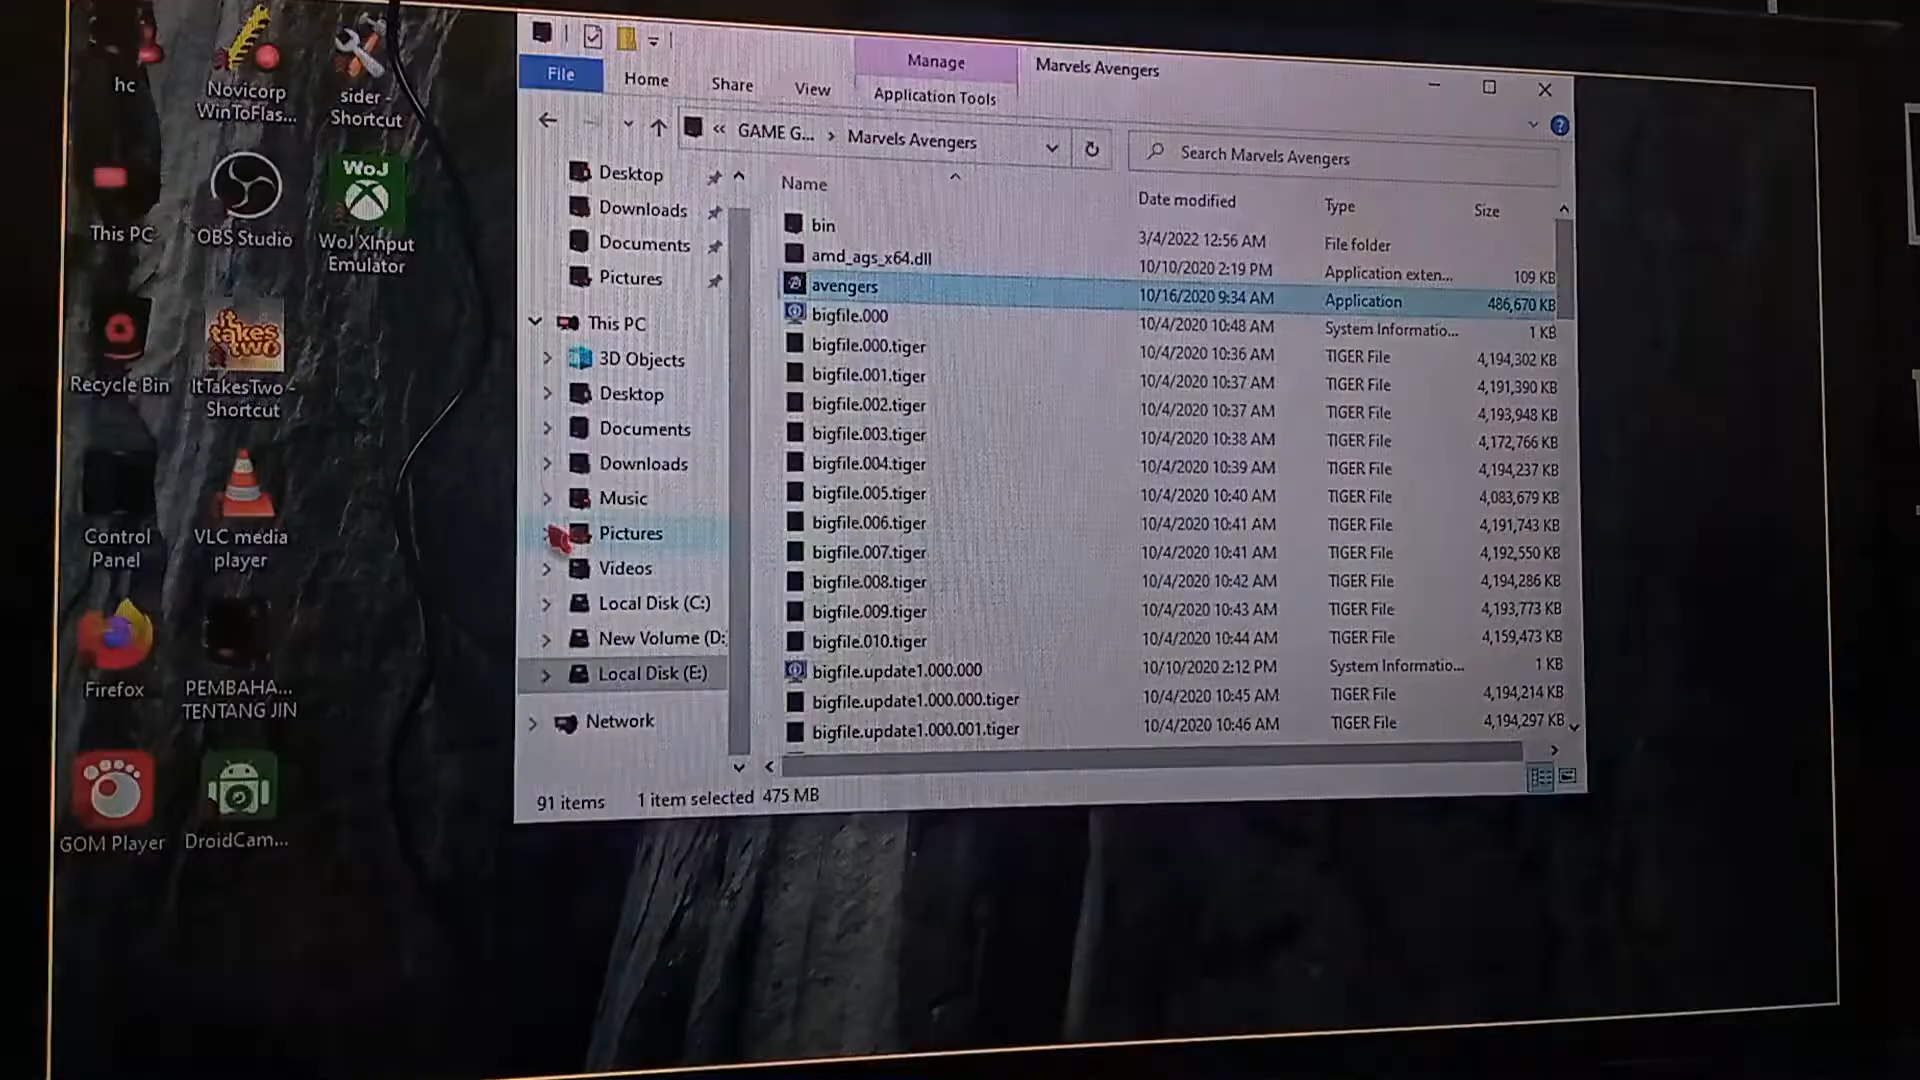 hc
Novicorp
WinToFlas...
sider -
Shortcut
This PC
OBS Studio
WoJ
WoJ XInput
Emulator
Recycle Bin
It
takes
two
ItTakesTwo -
Shortcut
Control
Panel
VLC media
player
Firefox
PEMBAHA...
TENTANG JIN
GOM Player
DroidCam...
Manage
Marvels Avengers
File
Home
Share
View
Application Tools
« GAME G... › Marvels Avengers
Search Marvels Avengers
Desktop
Downloads
Documents
Pictures
This PC
3D Objects
Desktop
Documents
Downloads
Music
Pictures
Videos
Local Disk (C:)
New Volume (D:
Local Disk (E:)
Network
Name Date modified Type Size
bin 3/4/2022 12:56 AM File folder
amd_ags_x64.dll 10/10/2020 2:19 PM Application exten... 109 KB
avengers 10/16/2020 9:34 AM Application 486,670 KB
bigfile.000 10/4/2020 10:48 AM System Informatio... 1 KB
bigfile.000.tiger 10/4/2020 10:36 AM TIGER File 4,194,302 KB
bigfile.001.tiger 10/4/2020 10:37 AM TIGER File 4,191,390 KB
bigfile.002.tiger 10/4/2020 10:37 AM TIGER File 4,193,948 KB
bigfile.003.tiger 10/4/2020 10:38 AM TIGER File 4,172,766 KB
bigfile.004.tiger 10/4/2020 10:39 AM TIGER File 4,194,237 KB
bigfile.005.tiger 10/4/2020 10:40 AM TIGER File 4,083,679 KB
bigfile.006.tiger 10/4/2020 10:41 AM TIGER File 4,191,743 KB
bigfile.007.tiger 10/4/2020 10:41 AM TIGER File 4,192,550 KB
bigfile.008.tiger 10/4/2020 10:42 AM TIGER File 4,194,286 KB
bigfile.009.tiger 10/4/2020 10:43 AM TIGER File 4,193,773 KB
bigfile.010.tiger 10/4/2020 10:44 AM TIGER File 4,159,473 KB
bigfile.update1.000.000 10/10/2020 2:12 PM System Informatio... 1 KB
bigfile.update1.000.000.tiger 10/4/2020 10:45 AM TIGER File 4,194,214 KB
bigfile.update1.000.001.tiger 10/4/2020 10:46 AM TIGER File 4,194,297 KB
91 items 1 item selected 475 MB